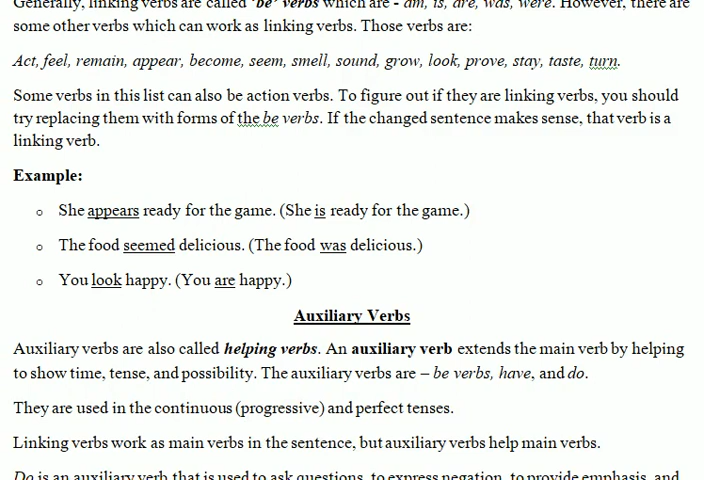 Generally, linking verbs are called 'be' verbs which are - am, is, are, was, were. However, there are
some other verbs which can work as linking verbs. Those verbs are:
Act, feel, remain, appear, become, seem, smell, sound, grow, look, prove, stay, taste, turn.
Some verbs in this list can also be action verbs. To figure out if they are linking verbs, you should
try replacing them with forms of the be verbs. If the changed sentence makes sense, that verb is a
linking verb.
Example:
o She appears ready for the game. (She is ready for the game.)
o The food seemed delicious. (The food was delicious.)
o You look happy. (You are happy.)
Auxiliary Verbs
Auxiliary verbs are also called helping verbs. An auxiliary verb extends the main verb by helping
to show time, tense, and possibility. The auxiliary verbs are – be verbs, have, and do.
They are used in the continuous (progressive) and perfect tenses.
Linking verbs work as main verbs in the sentence, but auxiliary verbs help main verbs.
Do is an auxiliary verb that is used to ask questions, to express negation, to provide emphasis, and